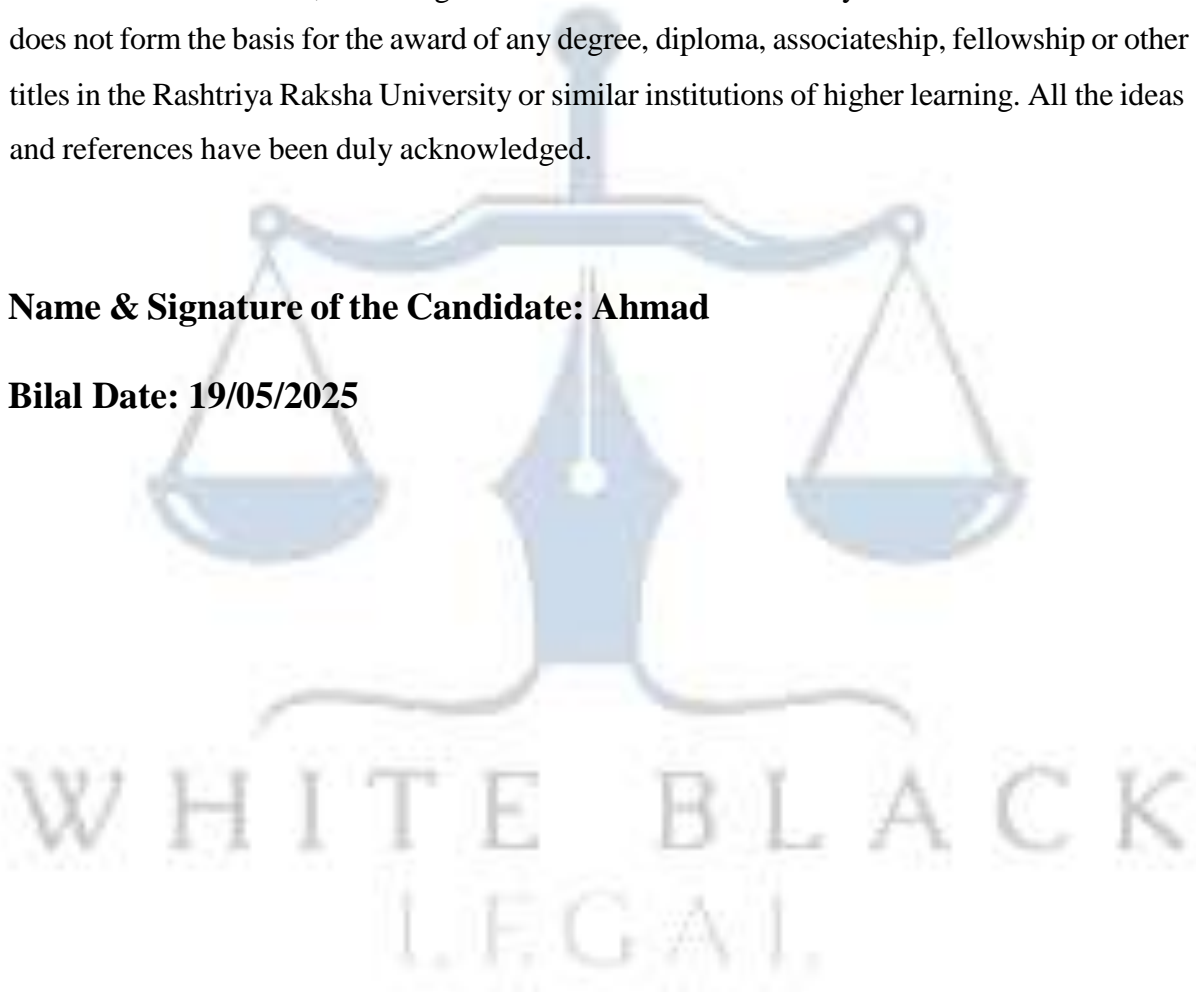 does not form the basis for the award of any degree, diploma, associateship, fellowship or other
titles in the Rashtriya Raksha University or similar institutions of higher learning. All the ideas
and references have been duly acknowledged.
Name & Signature of the Candidate: Ahmad
Bilal Date: 19/05/2025
WHITE BLACK
LEGAL